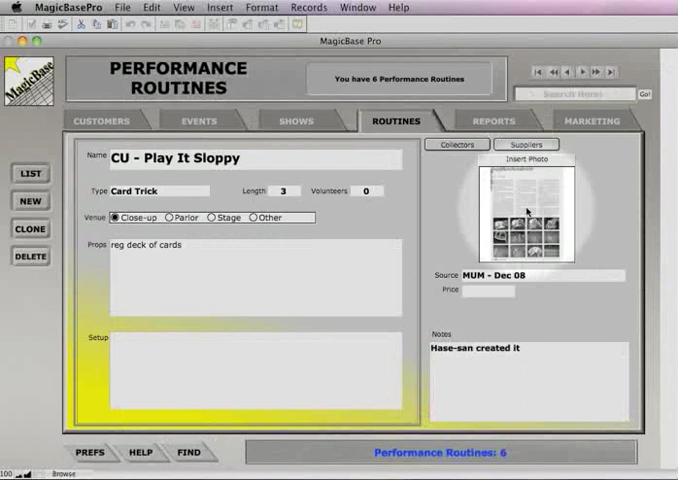 MagicBasePro File Edit View Insert Format Records Window Help
MagicBase Pro
MagicBase
PERFORMANCE
ROUTINES
You have 6 Performance Routines
Search Items
Go!
CUSTOMERS EVENTS SHOWS ROUTINES REPORTS MARKETING
LIST
NEW
CLONE
DELETE
Name CU - Play It Sloppy
Type Card Trick Length 3 Volunteers 0
Venue Close-up Parlor Stage Other
Props reg deck of cards
Setup
Collectors Suppliers
Insert Photo
Source MUM - Dec 08
Price
Notes
Hase-san created it
PREFS HELP FIND
Performance Routines: 6
100 Browse